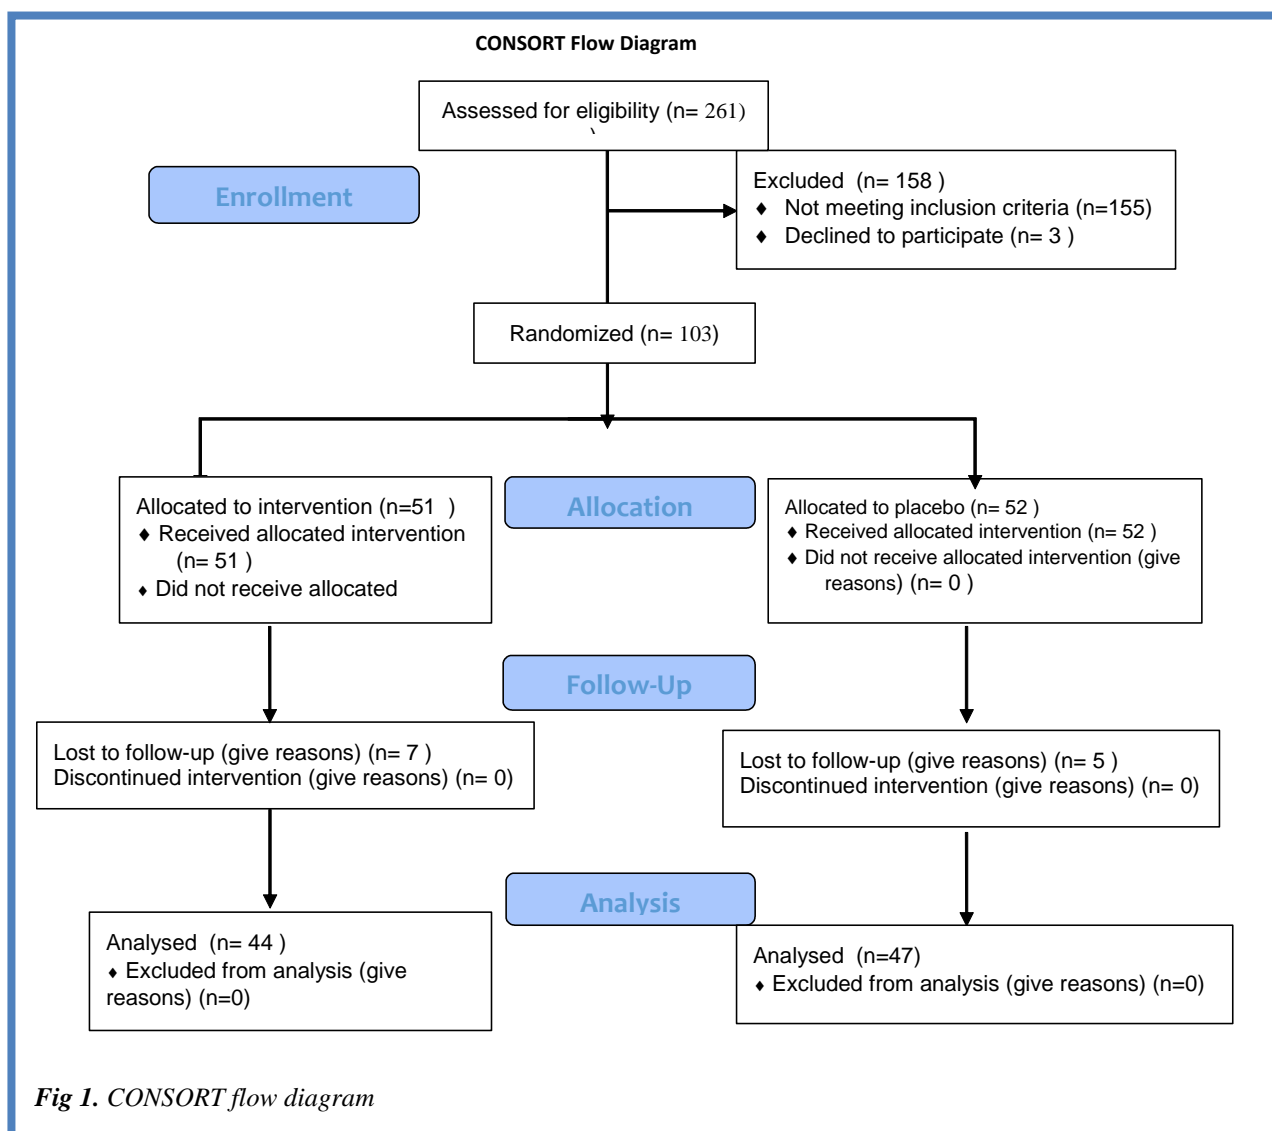 CONSORT Flow Diagram
Assessed for eligibility (n= 261)
Enrollment
Excluded (n= 158 )
♦ Not meeting inclusion criteria (n=155)
♦ Declined to participate (n= 3 )
Randomized (n= 103)
Allocation
Allocated to intervention (n=51 )
♦ Received allocated intervention
(n= 51 )
♦ Did not receive allocated
Allocated to placebo (n= 52 )
♦ Received allocated intervention (n= 52 )
♦ Did not receive allocated intervention (give
reasons) (n= 0 )
Follow-Up
Lost to follow-up (give reasons) (n= 7 )
Discontinued intervention (give reasons) (n= 0)
Lost to follow-up (give reasons) (n= 5 )
Discontinued intervention (give reasons) (n= 0)
Analysis
Analysed (n= 44 )
♦ Excluded from analysis (give
reasons) (n=0)
Analysed (n=47)
♦ Excluded from analysis (give reasons) (n=0)
Fig 1. CONSORT flow diagram